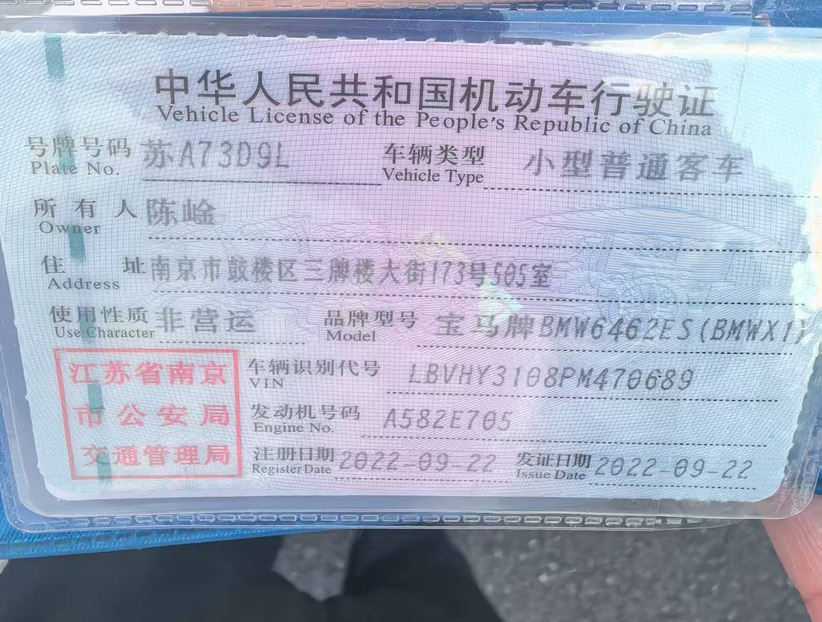 中华人民共和国机动车行驶证
Vehicle License of the People's Republic of China
号牌号码 苏A73D9L 车辆类型 小型普通客车
Plate No. Vehicle Type
所有人 陈崯
Owner
住址 南京市鼓楼区三牌楼大街173号505室
Address
使用性质 非营运 品牌型号 宝马牌BMW6462ES(BMWX1)
Use Character Model
江苏省南京
市公安局
交通管理局
车辆识别代号 LBVHY3108PM470689
VIN
发动机号码 A582E705
Engine No.
注册日期 2022-09-22 发证日期 2022-09-22
Register Date Issue Date